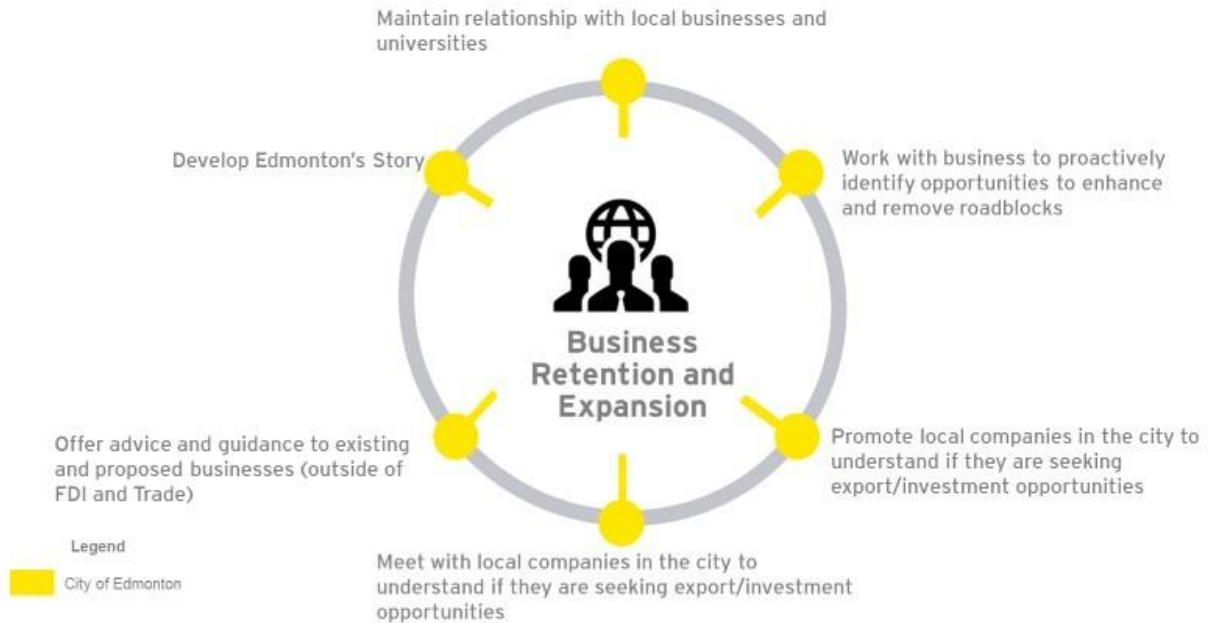 Maintain relationship with local businesses and
universities
Develop Edmonton's Story
Work with business to proactively
identify opportunities to enhance
and remove roadblocks
Business
Retention and
Expansion
Offer advice and guidance to existing
and proposed businesses (outside of
FDI and Trade)
Promote local companies in the city to
understand if they are seeking
export/investment opportunities
Meet with local companies in the city to
understand if they are seeking export/investment
opportunities
Legend
City of Edmonton